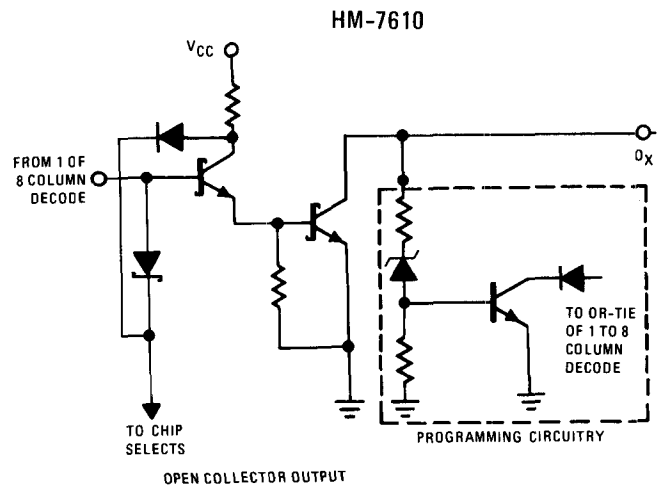 HM-7610
VCC
FROM 1 OF
8 COLUMN
DECODE
OX
TO OR-TIE
OF 1 TO 8
COLUMN
DECODE
TO CHIP
SELECTS
PROGRAMMING CIRCUITRY
OPEN COLLECTOR OUTPUT